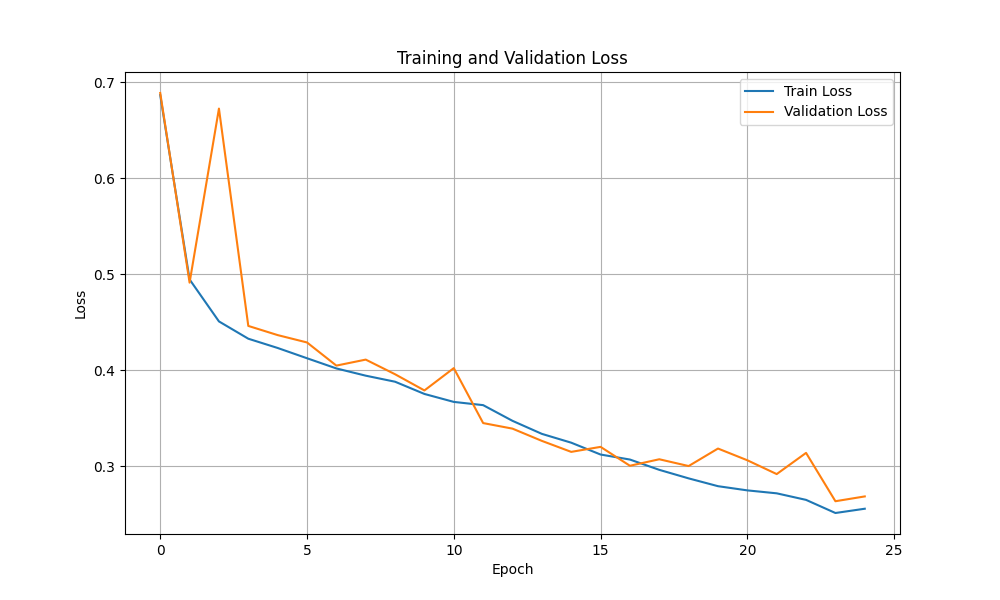 Training and Validation Loss
Train Loss
Validation Loss
0.7
0.6
0.5
0.4
0.3
Loss
0 5 10 15 20 25
Epoch